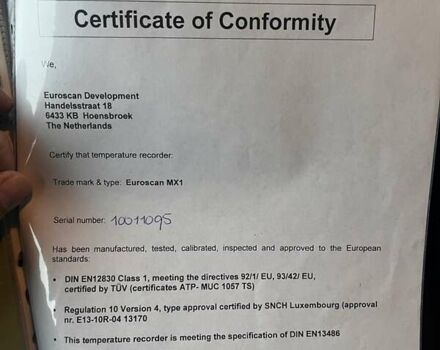 Certificate of Conformity
We,
Euroscan Development
Handelsstraat 18
6433 KB Hoensbroek
The Netherlands
Certify that temperature recorder:
Trade mark & type: Euroscan MX1
Serial number: 10011095
Has been manufactured, tested, calibrated, inspected and approved to the European
standards:
• DIN EN12830 Class 1, meeting the directives 92/1/ EU, 93/42/ EU,
certified by TÜV (certificates ATP- MUC 1057 TS)
• Regulation 10 Version 4, type approval certified by SNCH Luxembourg (approval
nr. E13-10R-04 13170
• This temperature recorder is meeting the specification of DIN EN13486